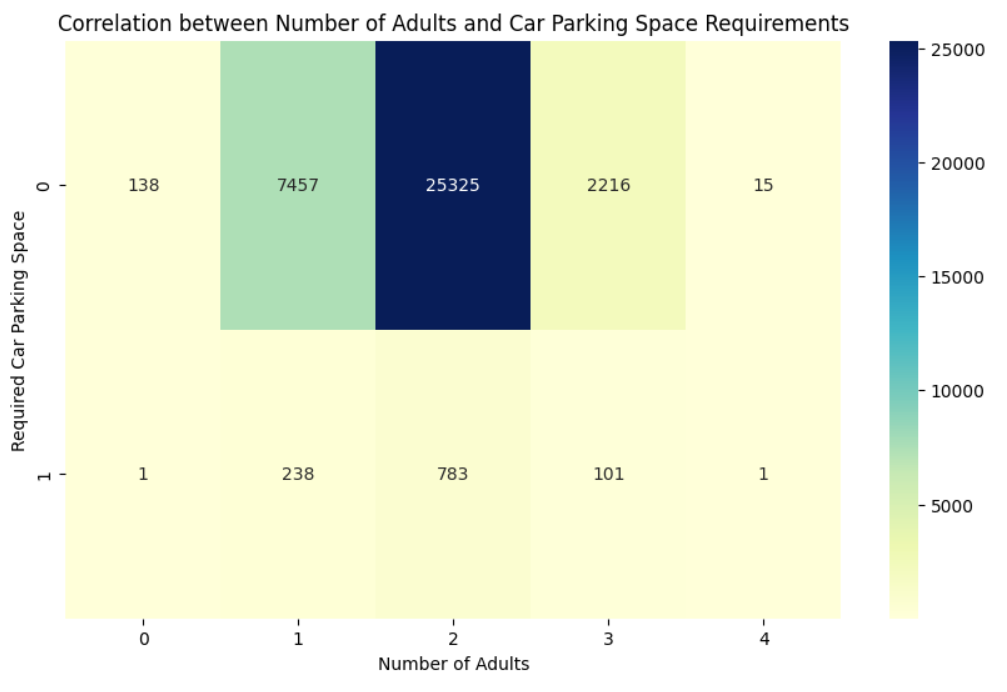 Correlation between Number of Adults and Car Parking Space Requirements
Required Car Parking Space
0
138 7457 25325 2216 15
1
1 238 783 101 1
0 1 2 3 4
Number of Adults
25000
20000
15000
10000
5000